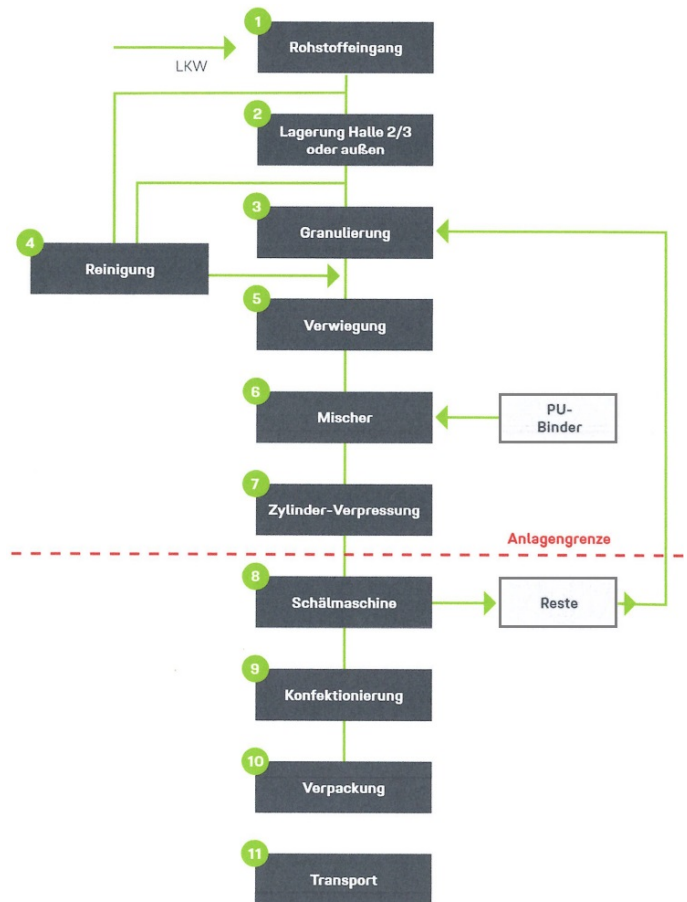 1
Rohstoffeingang
LKW
2
Lagerung Halle 2/3
oder außen
3
Granulierung
4
Reinigung
5
Verwiegung
6
Mischer
PU-
Binder
7
Zylinder-Verpressung
Anlagengrenze
8
Schälmaschine
Reste
9
Konfektionierung
10
Verpackung
11
Transport